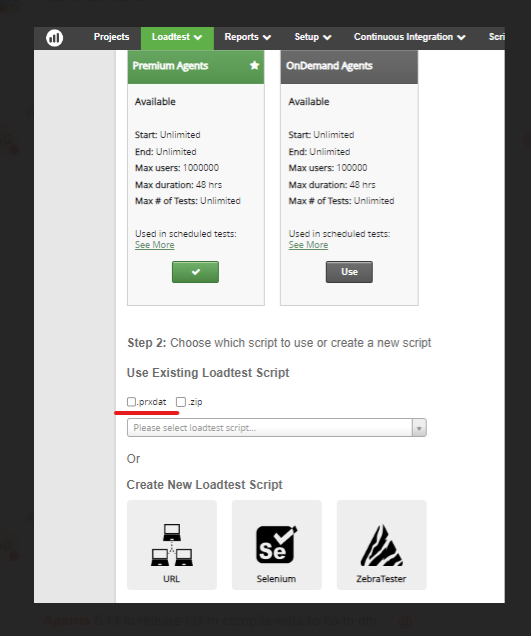 Projects Loadtest Reports Setup Continuous Integration Scri
Premium Agents
Available
Start: Unlimited
End: Unlimited
Max users: 1000000
Max duration: 48 hrs
Max # of Tests: Unlimited
Used in scheduled tests:
See More
OnDemand Agents
Available
Start: Unlimited
End: Unlimited
Max users: 100000
Max duration: 48 hrs
Max # of Tests: Unlimited
Used in scheduled tests:
See More
Use
Step 2: Choose which script to use or create a new script
Use Existing Loadtest Script
.prxdat .zip
Please select loadtest script...
Or
Create New Loadtest Script
URL
Se
Selenium
ZebraTester